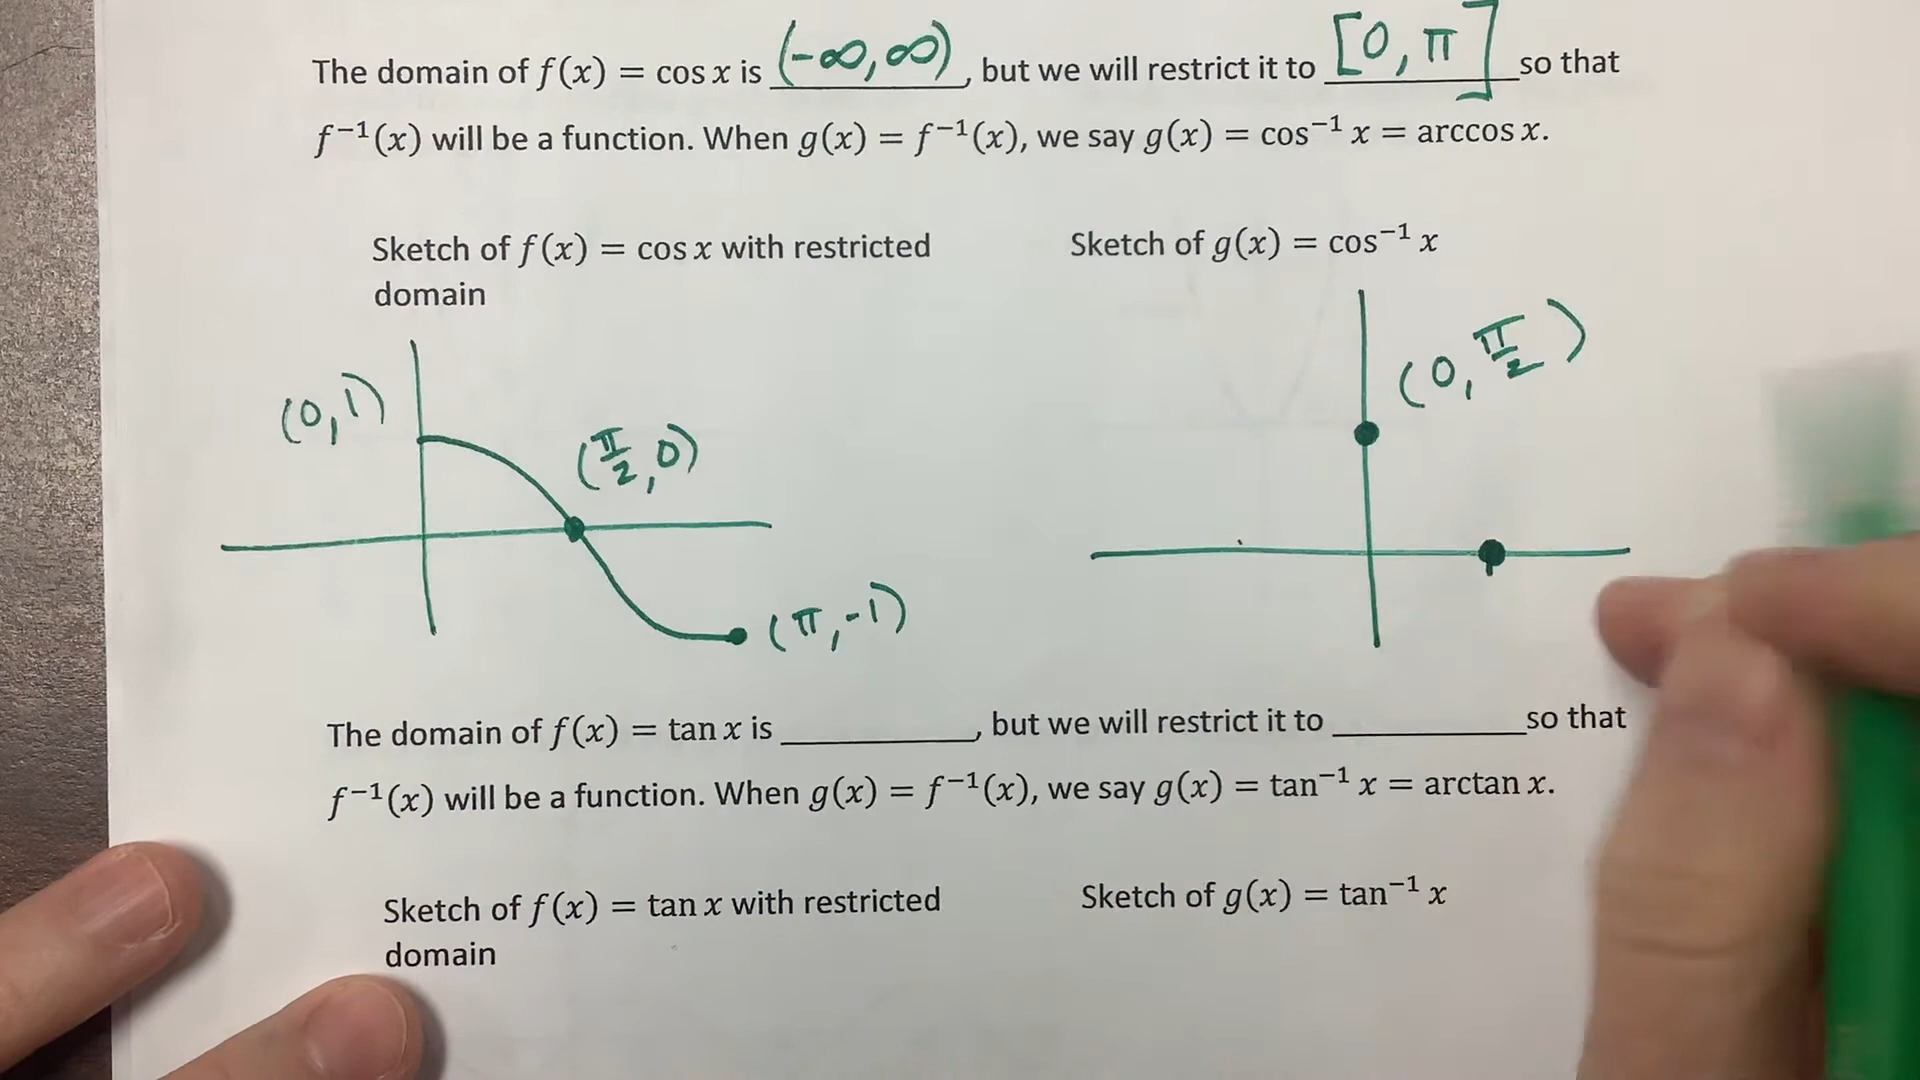 The domain of f(x) = cos x is (-∞,∞), but we will restrict it to [0, π] so that
f⁻¹(x) will be a function. When g(x) = f⁻¹(x), we say g(x) = cos⁻¹ x = arccos x.
Sketch of f(x) = cos x with restricted
domain
(0,1)
(π/2,0)
(π,-1)
Sketch of g(x) = cos⁻¹ x
(0, π/2)
The domain of f(x) = tan x is __________, but we will restrict it to __________so that
f⁻¹(x) will be a function. When g(x) = f⁻¹(x), we say g(x) = tan⁻¹ x = arctan x.
Sketch of f(x) = tan x with restricted
domain
Sketch of g(x) = tan⁻¹ x